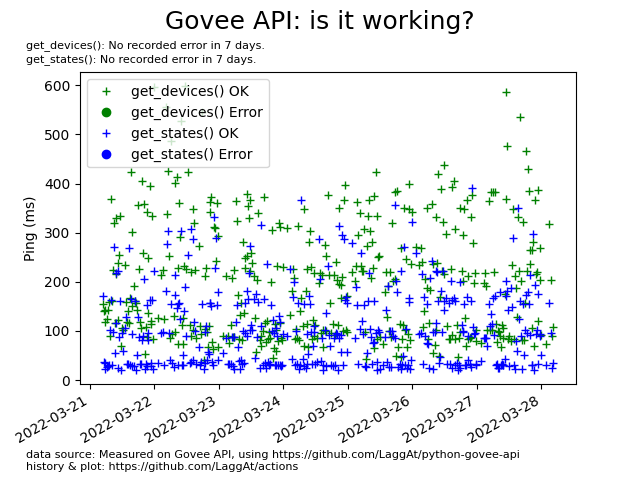 Govee API: is it working?
get_devices(): No recorded error in 7 days.
get_states(): No recorded error in 7 days.
600
500
400
300
200
100
0
Ping (ms)
get_devices() OK
get_devices() Error
get_states() OK
get_states() Error
2022-03-21
2022-03-22
2022-03-23
2022-03-24
2022-03-25
2022-03-26
2022-03-27
2022-03-28
data source: Measured on Govee API, using https://github.com/LaggAt/python-govee-api
history & plot: https://github.com/LaggAt/actions